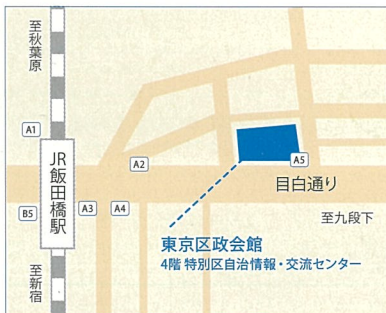 至秋葉原
A1
JR飯田橋駅
A2
A5
目白通り
B5
A3
A4
至九段下
東京区政会館
4階 特別区自治情報・交流センター
至新宿